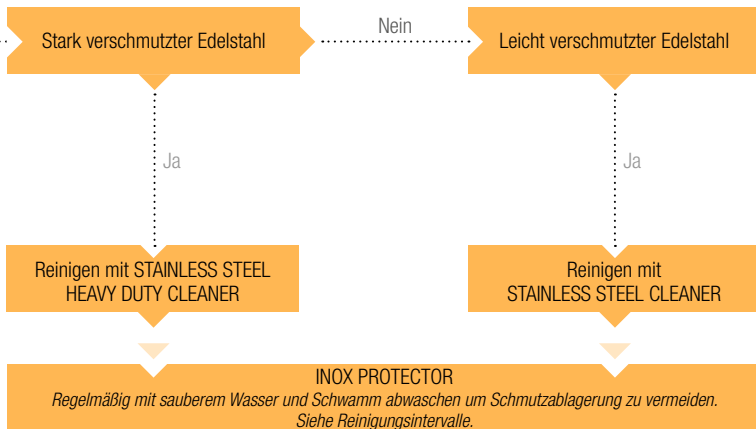 Stark verschmutzter Edelstahl
Nein
Leicht verschmutzter Edelstahl
Ja
Ja
Reinigen mit STAINLESS STEEL
HEAVY DUTY CLEANER
Reinigen mit
STAINLESS STEEL CLEANER
INOX PROTECTOR
Regelmäßig mit sauberem Wasser und Schwamm abwaschen um Schmutzablagerung zu vermeiden.
Siehe Reinigungsintervalle.